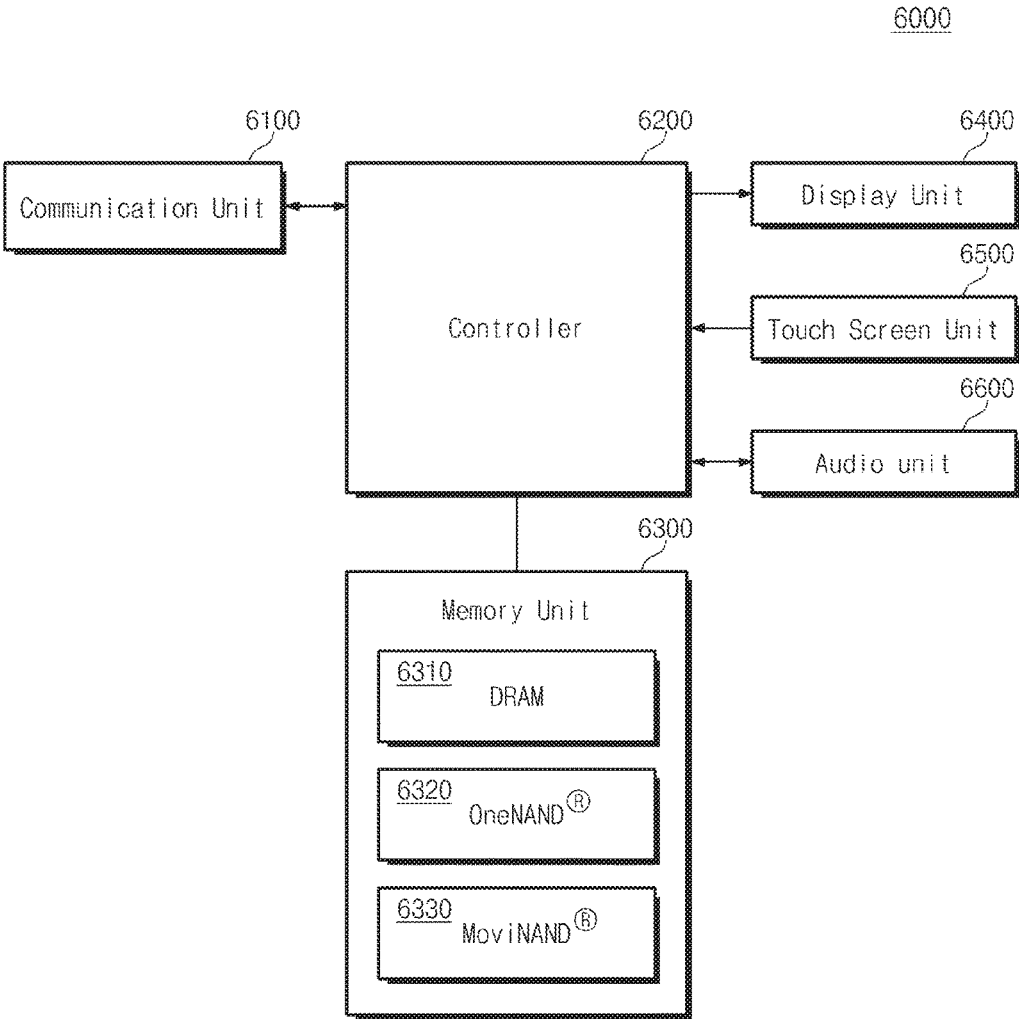 6000
6100
6200
6400
Communication Unit
Display Unit
6500
Controller
Touch Screen Unit
6600
Audio unit
6300
Memory Unit
6310
DRAM
6320
OneNAND®
6330
MoviNAND®